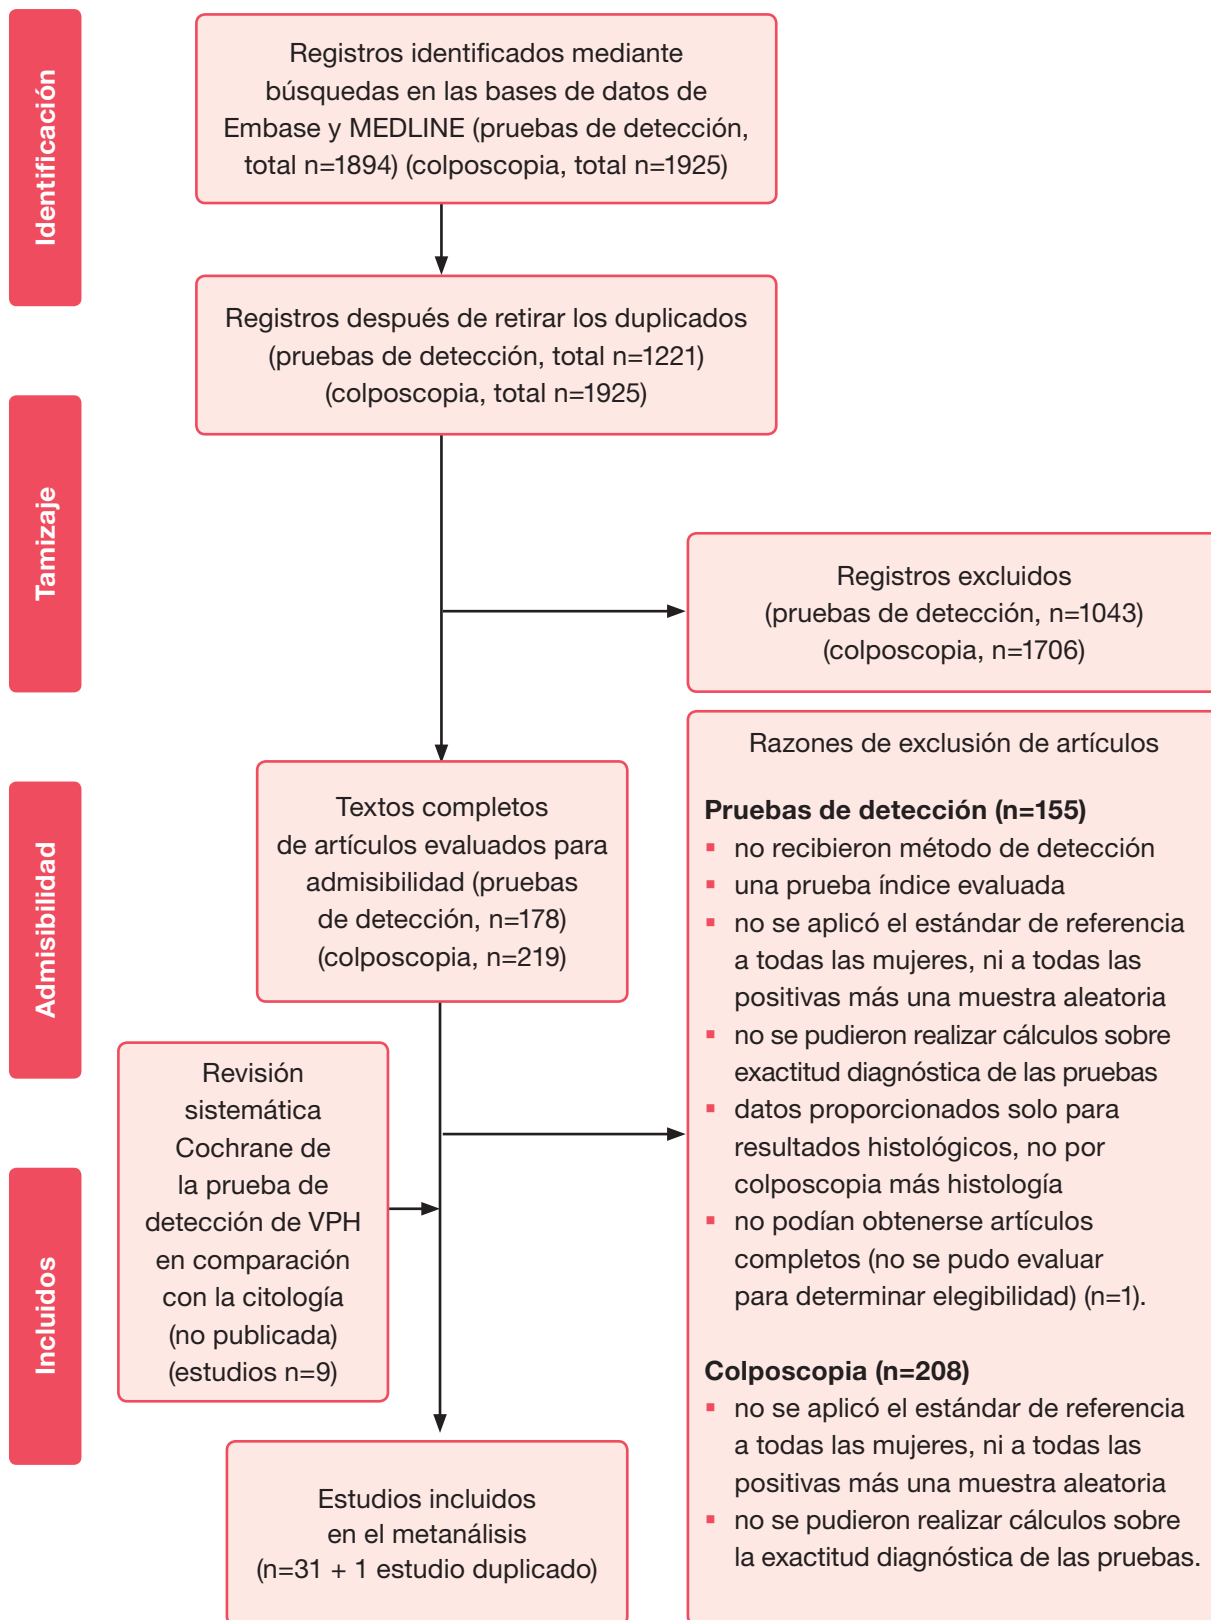 Identificación
Registros identificados mediante
búsquedas en las bases de datos de
Embase y MEDLINE (pruebas de detección,
total n=1894) (colposcopia, total n=1925)
Registros después de retirar los duplicados
(pruebas de detección, total n=1221)
(colposcopia, total n=1925)
Tamizaje
Registros excluidos
(pruebas de detección, n=1043)
(colposcopia, n=1706)
Admisibilidad
Textos completos
de artículos evaluados para
admisibilidad (pruebas
de detección, n=178)
(colposcopia, n=219)
Razones de exclusión de artículos
Pruebas de detección (n=155)
▪ no recibieron método de detección
▪ una prueba índice evaluada
▪ no se aplicó el estándar de referencia
a todas las mujeres, ni a todas las
positivas más una muestra aleatoria
▪ no se pudieron realizar cálculos sobre
exactitud diagnóstica de las pruebas
▪ datos proporcionados solo para
resultados histológicos, no por
colposcopia más histología
▪ no podían obtenerse artículos
completos (no se pudo evaluar
para determinar elegibilidad) (n=1).
Colposcopia (n=208)
▪ no se aplicó el estándar de referencia
a todas las mujeres, ni a todas las
positivas más una muestra aleatoria
▪ no se pudieron realizar cálculos sobre
la exactitud diagnóstica de las pruebas.
Revisión
sistemática
Cochrane de
la prueba de
detección de VPH
en comparación
con la citología
(no publicada)
(estudios n=9)
Incluidos
Estudios incluidos
en el metanálisis
(n=31 + 1 estudio duplicado)